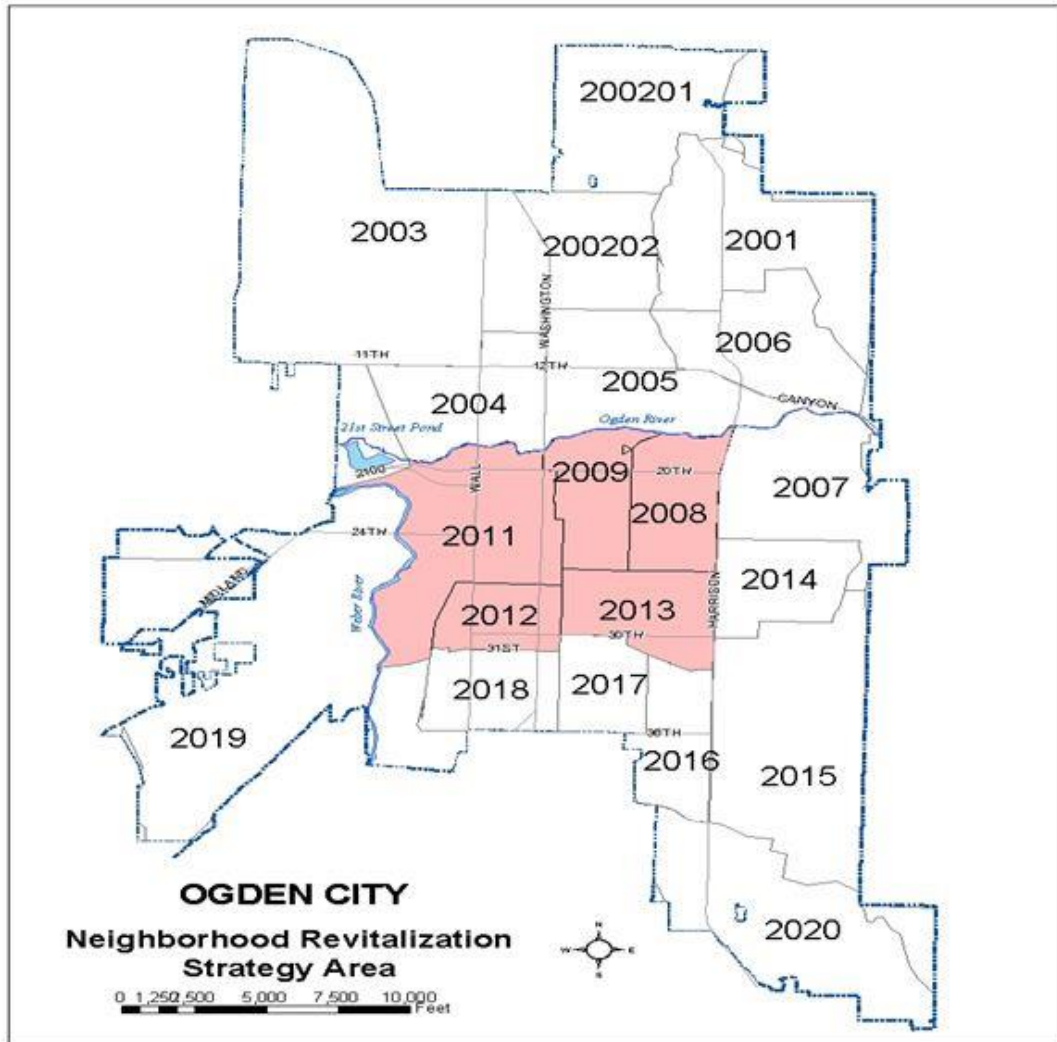 200201
2003
200202
2001
WASHINGTON
2006
11TH
12TH
2005
2004
CANYON
Ogden River
21st Street Pond
2100
WALL
2009
20TH
2007
2008
2011
24TH
MIDLAND
2014
Weber River
2012
2013
HARRISON
30TH
31ST
2018
2017
36TH
2019
2016
2015
OGDEN CITY
Neighborhood Revitalization
Strategy Area
2020
N
W E
S
0 1,250 2,500 5,000 7,500 10,000
Feet